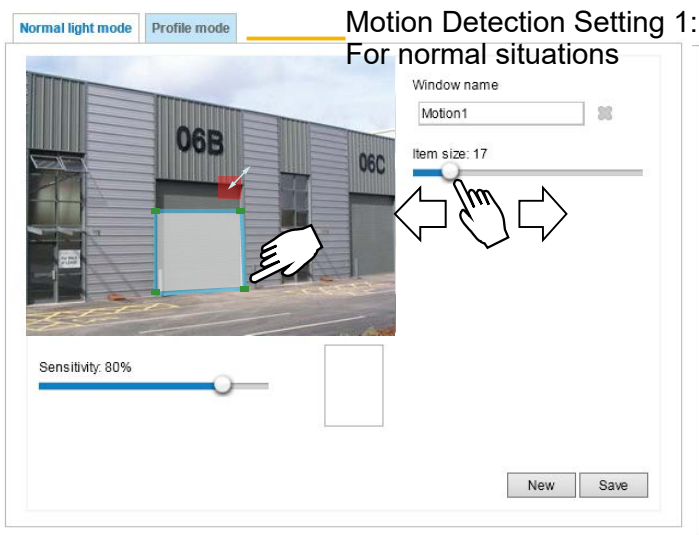 Normal light mode
Profile mode
Motion Detection Setting 1:
For normal situations
Window name
06B
Motion1
06C
Item size: 17
Sensitivity: 80%
New
Save